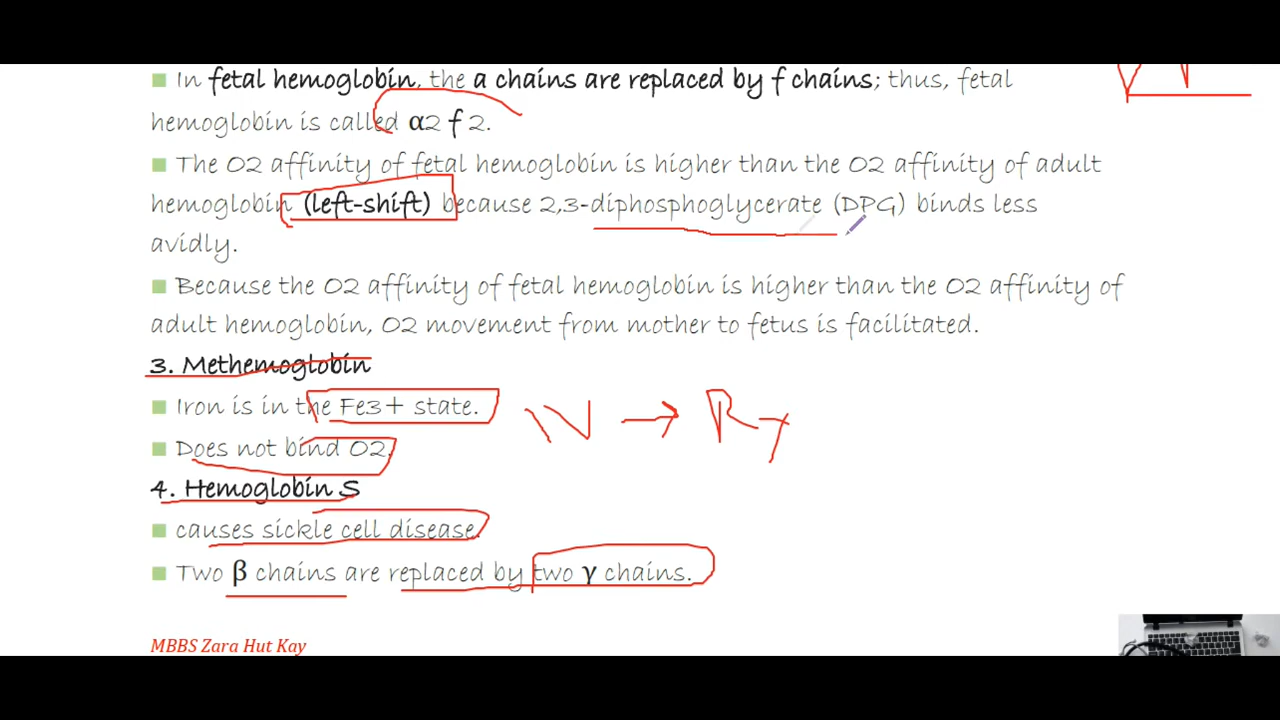 ■ In fetal hemoglobin, the a chains are replaced by f chains; thus, fetal
hemoglobin is called α2 f 2.
■ The O2 affinity of fetal hemoglobin is higher than the O2 affinity of adult
hemoglobin (left-shift) because 2,3-diphosphoglycerate (DPG) binds less
avidly.
■ Because the O2 affinity of fetal hemoglobin is higher than the O2 affinity of
adult hemoglobin, O2 movement from mother to fetus is facilitated.
3. Methemoglobin
■ Iron is in the Fe3+ state.
■ Does not bind O2.
4. Hemoglobin S
■ causes sickle cell disease.
■ Two β chains are replaced by two γ chains.
MBBS Zara Hut Kay